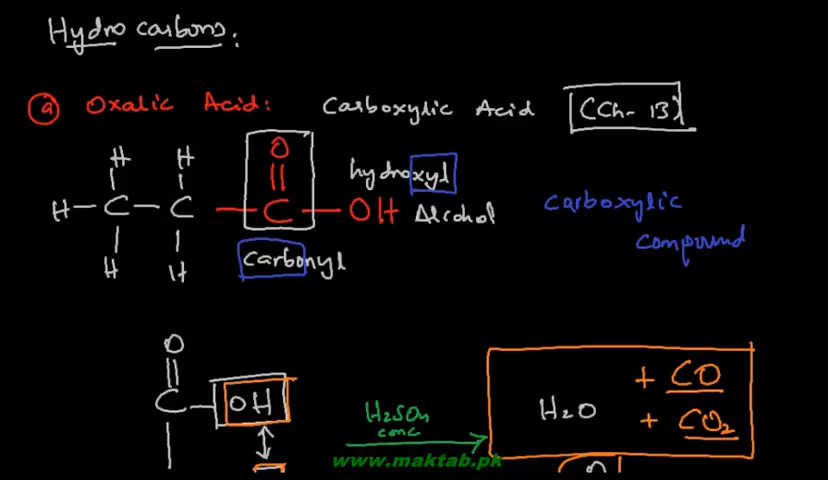 Hydro carbons:
a Oxalic Acid: Carboxylic Acid [(Ch-13)]
H H O hydroxyl
H-C-C-C-OH Alcohol Carboxylic
H H Carbonyl compound
O
C-OH H2SO4 H2O + CO
conc + CO2
www.maktab.pk